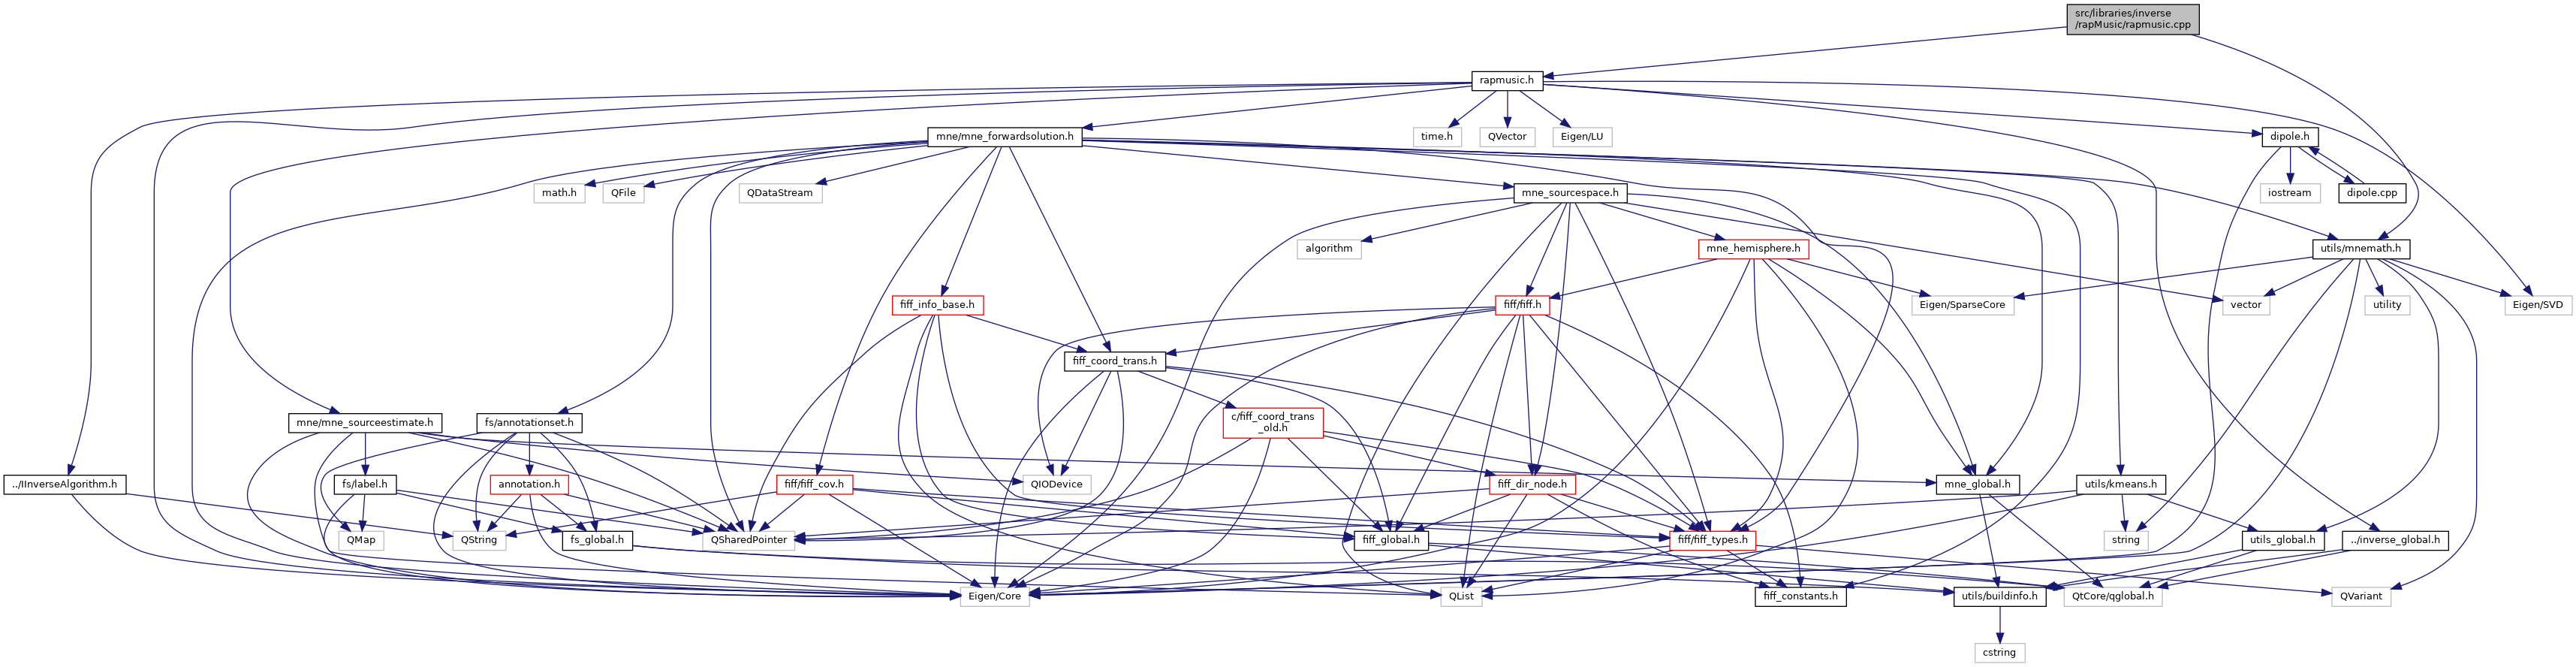 src/libraries/inverse
/rapMusic/rapmusic.cpp
rapmusic.h
mne/mne_forwardsolution.h
time.h
QVector
Eigen/LU
dipole.h
math.h
QFile
QDataStream
mne_sourcespace.h
iostream
dipole.cpp
algorithm
mne_hemisphere.h
utils/mnemath.h
fiff_info_base.h
fiff/fiff.h
Eigen/SparseCore
vector
utility
Eigen/SVD
fiff_coord_trans.h
mne/mne_sourceestimate.h
fs/annotationset.h
c/fiff_coord_trans
_old.h
../IInverseAlgorithm.h
fs/label.h
annotation.h
fiff/fiff_cov.h
QIODevice
fiff_dir_node.h
mne_global.h
utils/kmeans.h
QMap
QString
fs_global.h
QSharedPointer
fiff_global.h
fiff/fiff_types.h
string
utils_global.h
../inverse_global.h
Eigen/Core
QList
fiff_constants.h
utils/buildinfo.h
QtCore/qglobal.h
QVariant
cstring